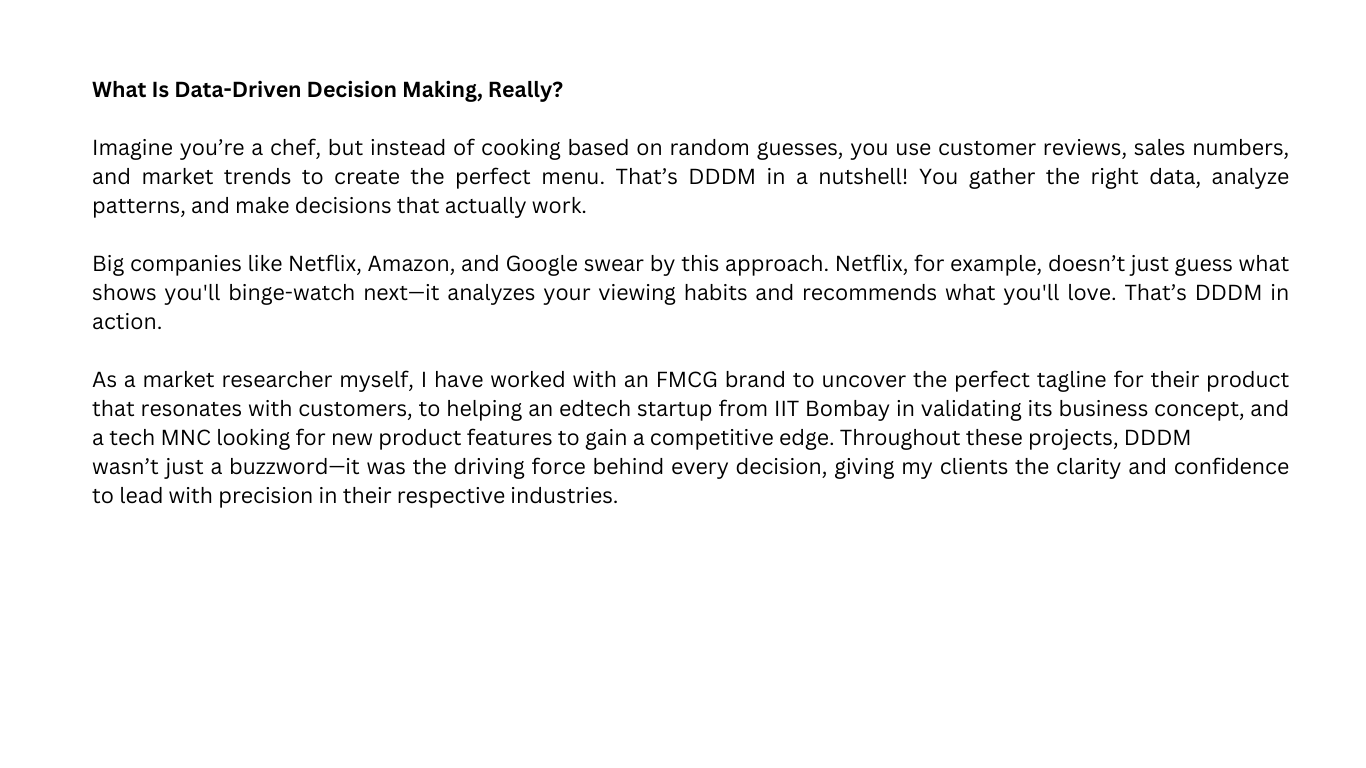 What Is Data-Driven Decision Making, Really?
Imagine you’re a chef, but instead of cooking based on random guesses, you use customer reviews, sales numbers,
and market trends to create the perfect menu. That’s DDDM in a nutshell! You gather the right data, analyze
patterns, and make decisions that actually work.
Big companies like Netflix, Amazon, and Google swear by this approach. Netflix, for example, doesn’t just guess what
shows you'll binge-watch next—it analyzes your viewing habits and recommends what you'll love. That’s DDDM in
action.
As a market researcher myself, I have worked with an FMCG brand to uncover the perfect tagline for their product
that resonates with customers, to helping an edtech startup from IIT Bombay in validating its business concept, and
a tech MNC looking for new product features to gain a competitive edge. Throughout these projects, DDDM
wasn’t just a buzzword—it was the driving force behind every decision, giving my clients the clarity and confidence
to lead with precision in their respective industries.